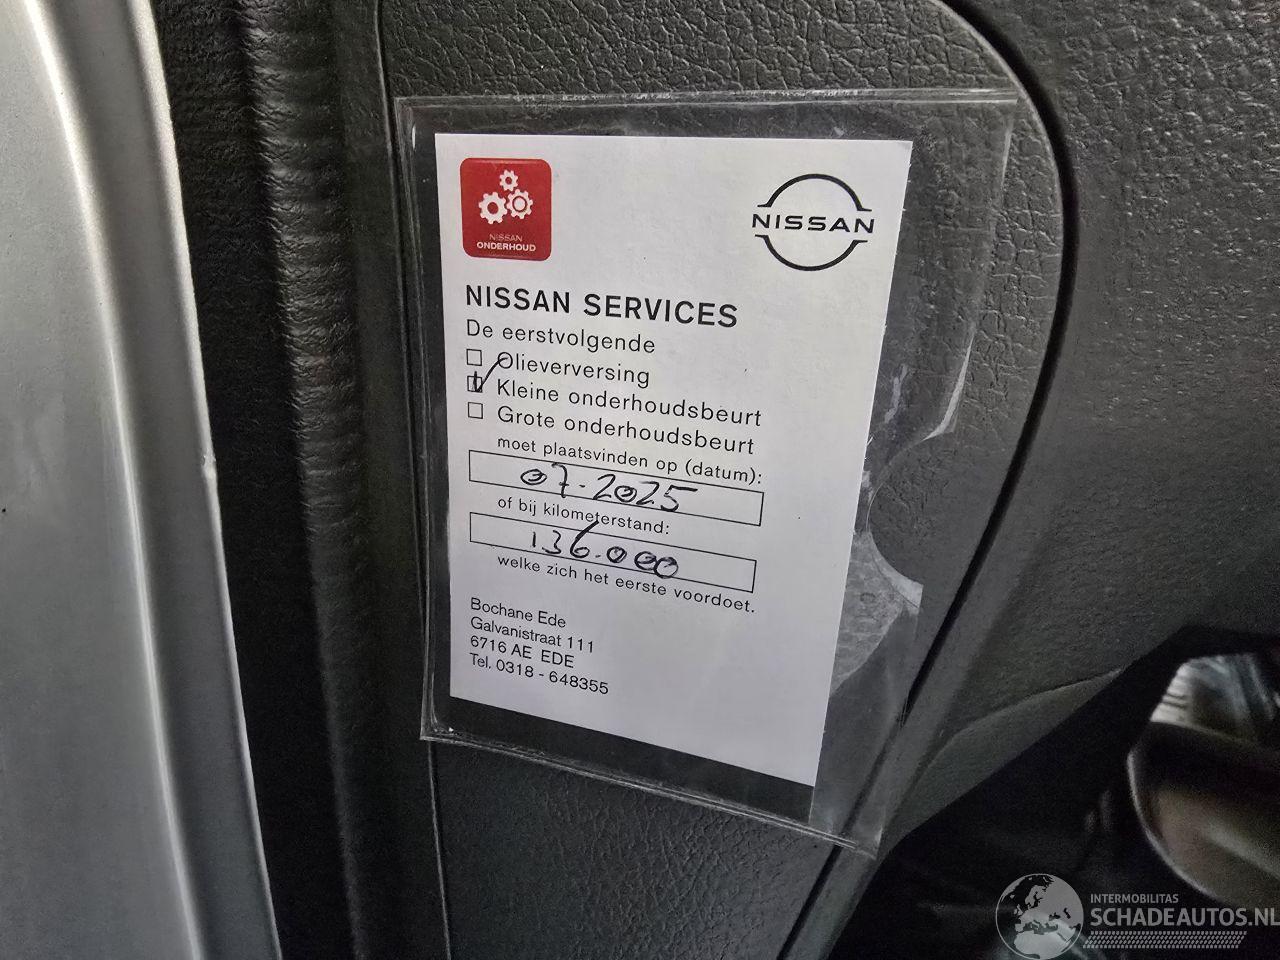 NISSAN
ONDERHOUD
NISSAN
NISSAN SERVICES
De eerstvolgende
Olieverversing
Kleine onderhoudsbeurt
Grote onderhoudsbeurt
moet plaatsvinden op (datum):
07-2025
of bij kilometerstand:
136.000
welke zich het eerste voordoet.
Bochane Ede
Galvanistraat 111
6716 AE EDE
Tel. 0318 - 648355
INTERMOBILITAS
SCHADEAUTOS.NL